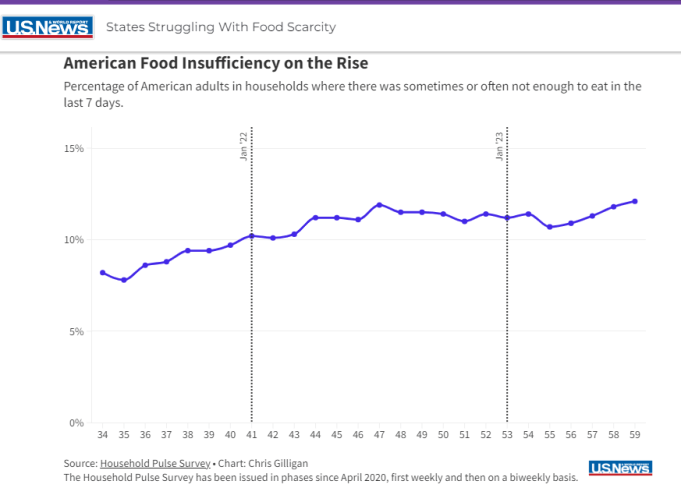 U.S.News
& WORLD REPORT
States Struggling With Food Scarcity
American Food Insufficiency on the Rise
Percentage of American adults in households where there was sometimes or often not enough to eat in the
last 7 days.
Jan '22
Jan '23
15%
10%
5%
0%
34 35 36 37 38 39 40 41 42 43 44 45 46 47 48 49 50 51 52 53 54 55 56 57 58 59
Source: Household Pulse Survey • Chart: Chris Gilligan
The Household Pulse Survey has been issued in phases since April 2020, first weekly and then on a biweekly basis.
U.S.News